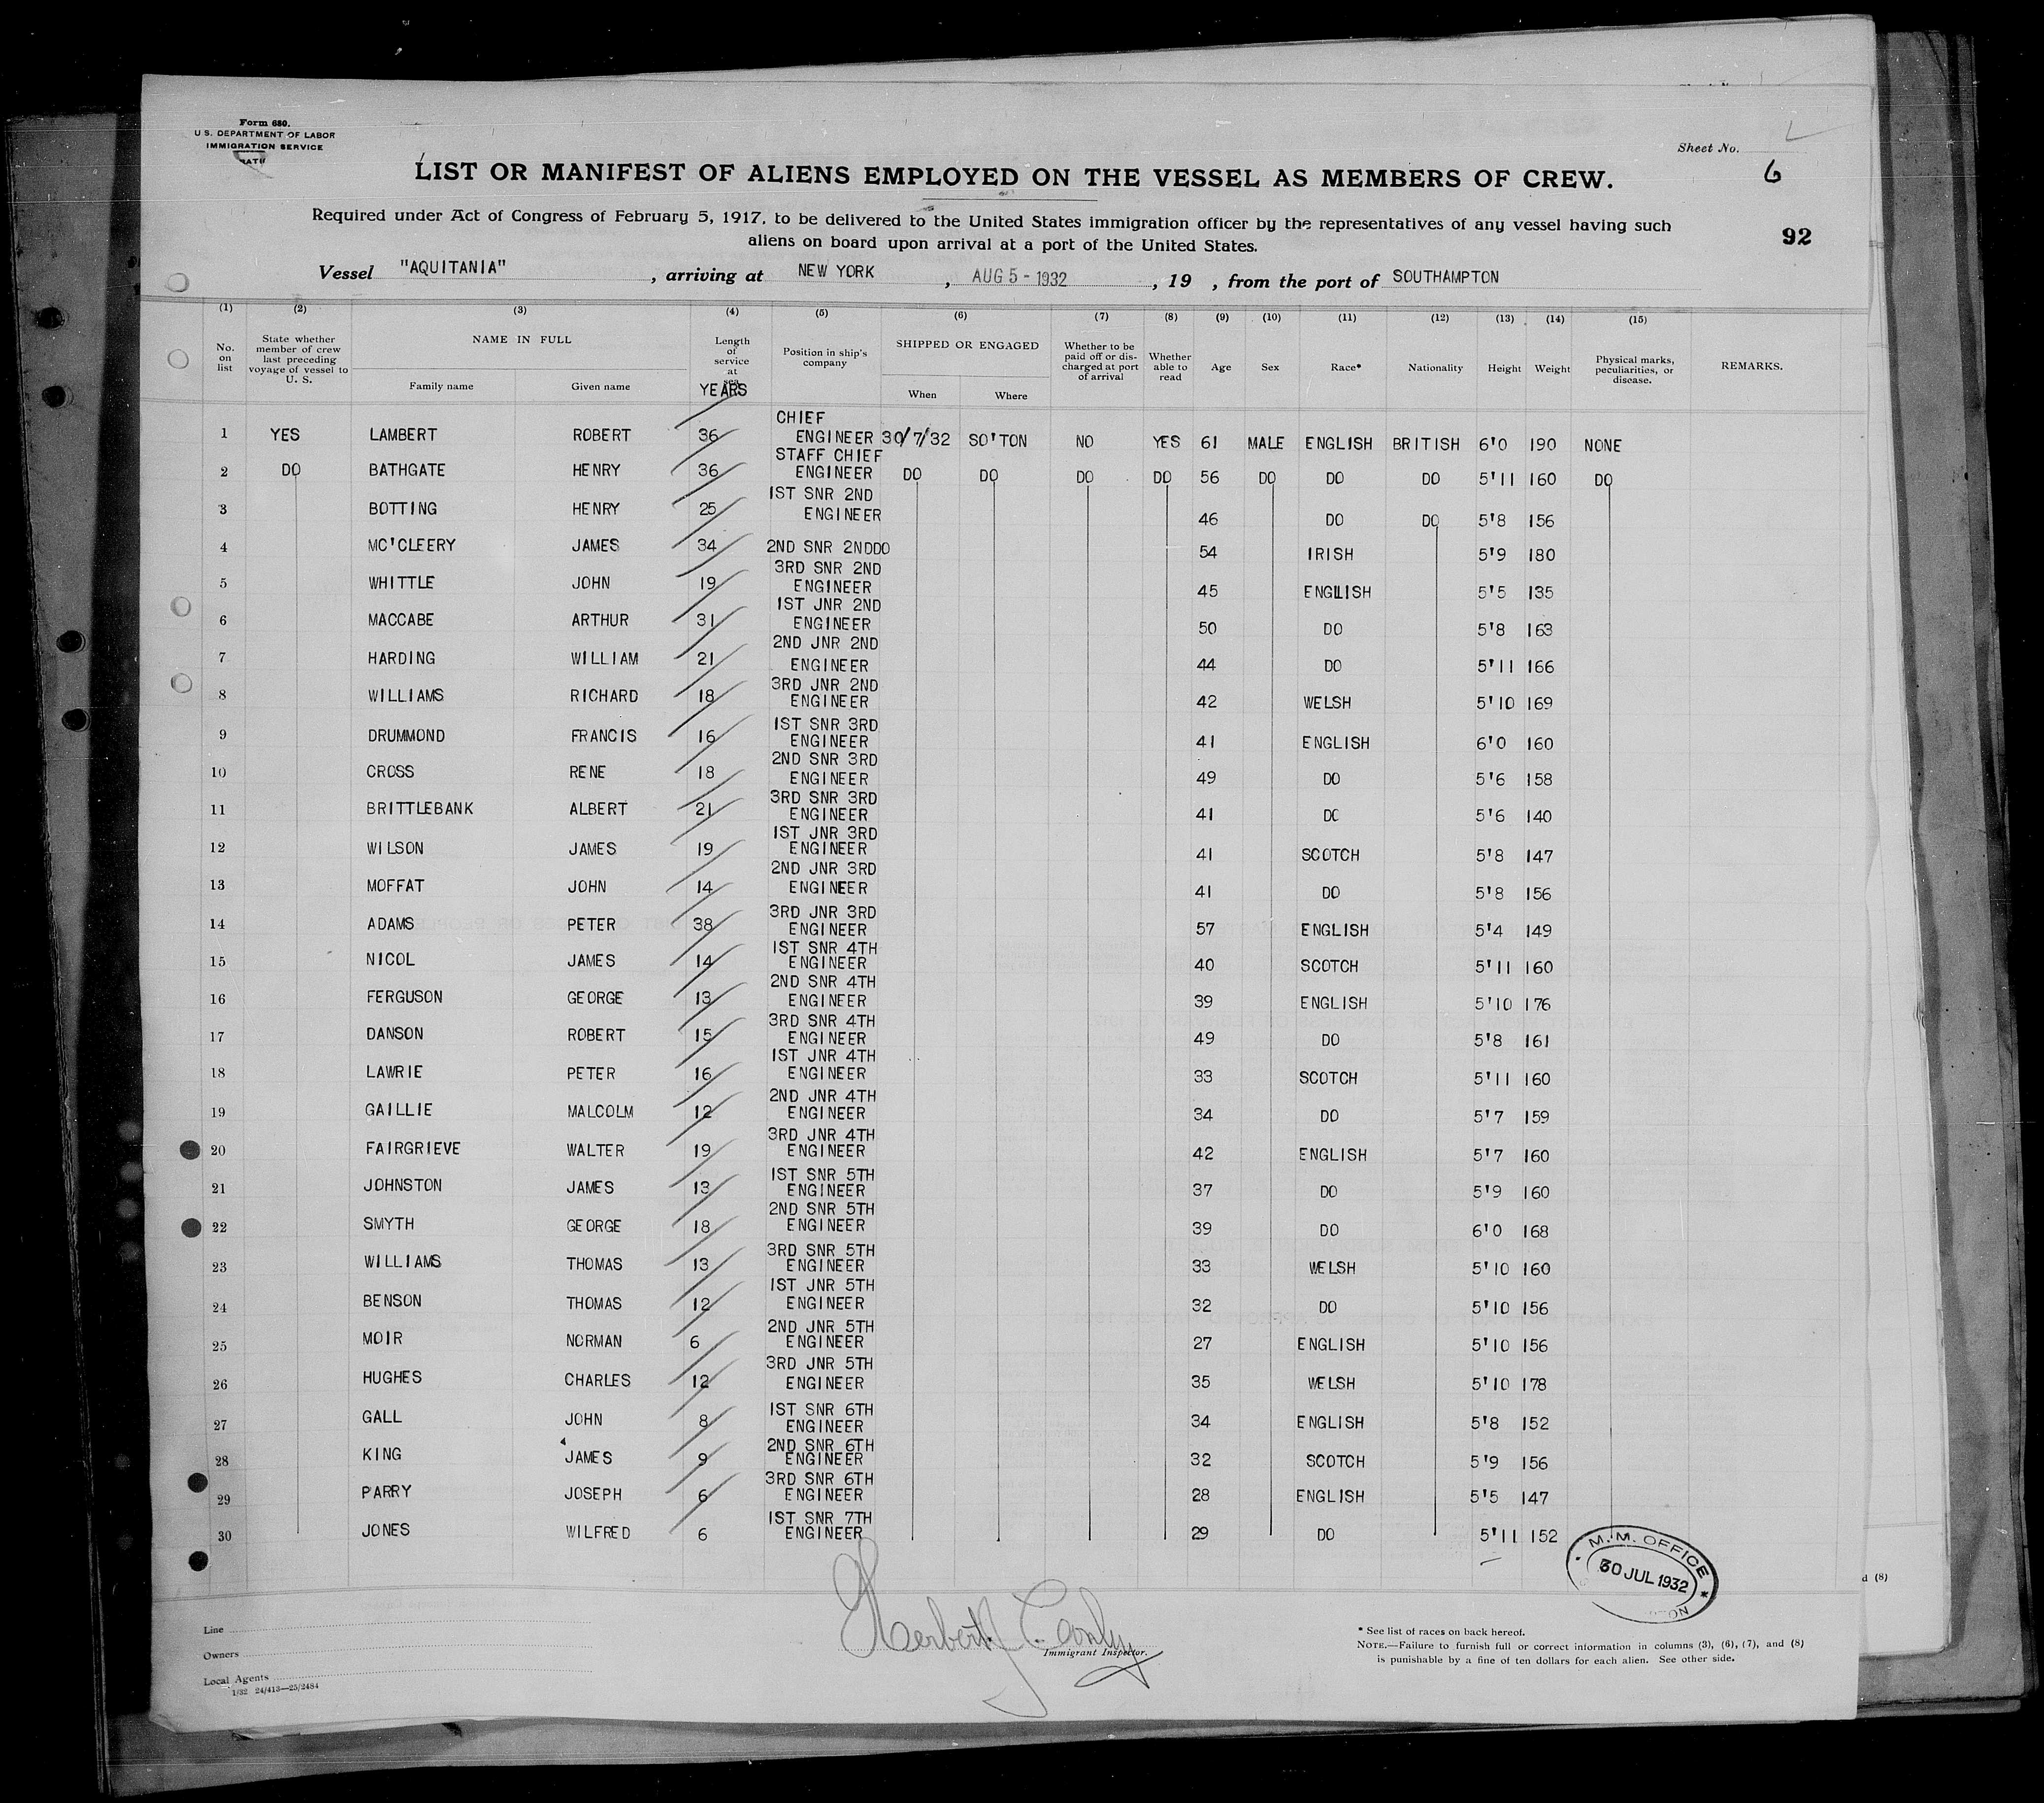 Form 680.
U. S. DEPARTMENT OF LABOR
IMMIGRATION SERVICE
Sheet No.
6
LIST OR MANIFEST OF ALIENS EMPLOYED ON THE VESSEL AS MEMBERS OF CREW.
Required under Act of Congress of February 5, 1917, to be delivered to the United States immigration officer by the representatives of any vessel having such
aliens on board upon arrival at a port of the United States.
92
Vessel "AQUITANIA", arriving at NEW YORK, AUG 5 - 1932, 19 , from the port of SOUTHAMPTON
(1) (2) (3) (4) (5) (6) (7) (8) (9) (10) (11) (12) (13) (14) (15)
No. on list State whether member of crew last preceding voyage of vessel to U. S. NAME IN FULL Family name Given name Length of service at sea YEARS Position in ship's company SHIPPED OR ENGAGED When Where Whether to be paid off or discharged at port of arrival Whether able to read Age Sex Race* Nationality Height Weight Physical marks, peculiarities, or disease. REMARKS.
1 YES LAMBERT ROBERT 36 CHIEF ENGINEER 30/7/32 SO'TON NO YES 61 MALE ENGLISH BRITISH 6'0 190 NONE
2 DO BATHGATE HENRY 36 STAFF CHIEF ENGINEER DO DO DO DO 56 DO DO DO 5'11 160 DO
3 BOTTING HENRY 25 1ST SNR 2ND ENGINEER 46 DO DO 5'8 156
4 MC'CLEERY JAMES 34 2ND SNR 2NDDO 54 IRISH 5'9 180
5 WHITTLE JOHN 19 3RD SNR 2ND ENGINEER 45 ENGLISH 5'5 135
6 MACCABE ARTHUR 31 1ST JNR 2ND ENGINEER 50 DO 5'8 163
7 HARDING WILLIAM 21 2ND JNR 2ND ENGINEER 44 DO 5'11 166
8 WILLIAMS RICHARD 18 3RD JNR 2ND ENGINEER 42 WELSH 5'10 169
9 DRUMMOND FRANCIS 16 1ST SNR 3RD ENGINEER 41 ENGLISH 6'0 160
10 CROSS RENE 18 2ND SNR 3RD ENGINEER 49 DO 5'6 158
11 BRITTLEBANK ALBERT 21 3RD SNR 3RD ENGINEER 41 DO 5'6 140
12 WILSON JAMES 19 1ST JNR 3RD ENGINEER 41 SCOTCH 5'8 147
13 MOFFAT JOHN 14 2ND JNR 3RD ENGINEER 41 DO 5'8 156
14 ADAMS PETER 38 3RD JNR 3RD ENGINEER 57 ENGLISH 5'4 149
15 NICOL JAMES 14 1ST SNR 4TH ENGINEER 40 SCOTCH 5'11 160
16 FERGUSON GEORGE 13 2ND SNR 4TH ENGINEER 39 ENGLISH 5'10 176
17 DANSON ROBERT 15 3RD SNR 4TH ENGINEER 49 DO 5'8 161
18 LAWRIE PETER 16 1ST JNR 4TH ENGINEER 33 SCOTCH 5'11 160
19 GAILLIE MALCOLM 12 2ND JNR 4TH ENGINEER 34 DO 5'7 159
20 FAIRGRIEVE WALTER 19 3RD JNR 4TH ENGINEER 42 ENGLISH 5'7 160
21 JOHNSTON JAMES 13 1ST SNR 5TH ENGINEER 37 DO 5'9 160
22 SMYTH GEORGE 18 2ND SNR 5TH ENGINEER 39 DO 6'0 168
23 WILLIAMS THOMAS 13 3RD SNR 5TH ENGINEER 33 WELSH 5'10 160
24 BENSON THOMAS 12 1ST JNR 5TH ENGINEER 32 DO 5'10 156
25 MOIR NORMAN 6 2ND JNR 5TH ENGINEER 27 ENGLISH 5'10 156
26 HUGHES CHARLES 12 3RD JNR 5TH ENGINEER 35 WELSH 5'10 178
27 GALL JOHN 8 1ST SNR 6TH ENGINEER 34 ENGLISH 5'8 152
28 KING JAMES 9 2ND SNR 6TH ENGINEER 32 SCOTCH 5'9 156
29 PARRY JOSEPH 6 3RD SNR 6TH ENGINEER 28 ENGLISH 5'5 147
30 JONES WILFRED 6 1ST SNR 7TH ENGINEER 29 DO 5'11 152
M. M. OFFICE
30 JUL 1932
d (8)
Line
Owners
Local Agents
1/32 24/413—25/2484
Herbert
Immigrant Inspector.
* See list of races on back hereof.
NOTE.—Failure to furnish full or correct information in columns (3), (6), (7), and (8)
is punishable by a fine of ten dollars for each alien. See other side.